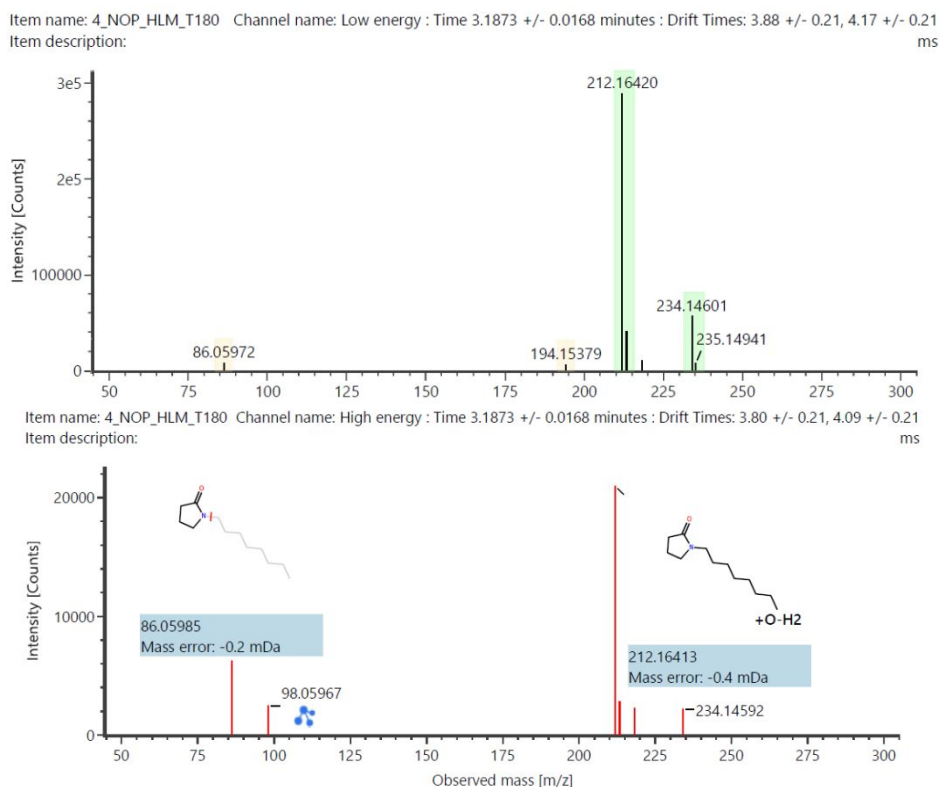 Item name: 4_NOP_HLM_T180 Channel name: Low energy : Time 3.1873 +/- 0.0168 minutes : Drift Times: 3.88 +/- 0.21, 4.17 +/- 0.21
Item description: ms
3e5
2e5
100000
0
Intensity [Counts]
212.16420
234.14601
235.14941
86.05972
194.15379
50 75 100 125 150 175 200 225 250 275 300
Item name: 4_NOP_HLM_T180 Channel name: High energy : Time 3.1873 +/- 0.0168 minutes : Drift Times: 3.80 +/- 0.21, 4.09 +/- 0.21
Item description: ms
20000
10000
0
Intensity [Counts]
O
N
O
N
+O-H2
86.05985
Mass error: -0.2 mDa
212.16413
Mass error: -0.4 mDa
98.05967
234.14592
50 75 100 125 150 175 200 225 250 275 300
Observed mass [m/z]